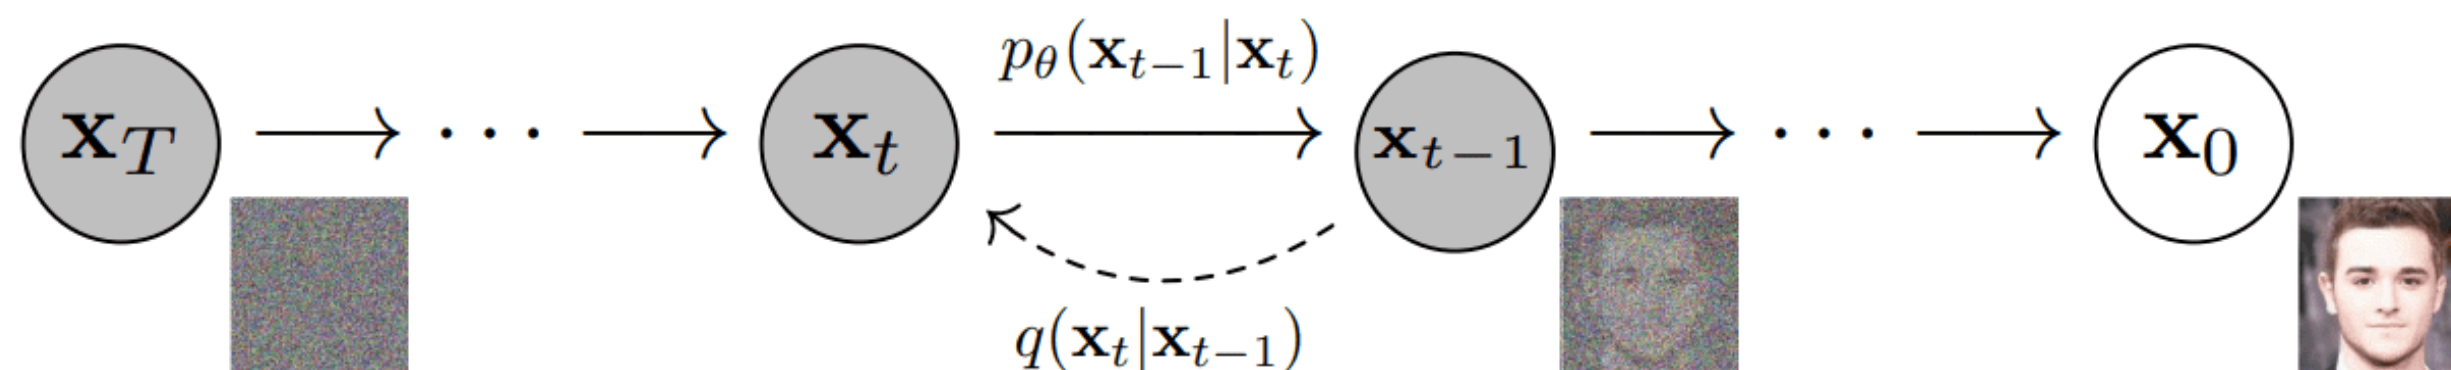 p_θ(x_{t−1}|x_t)
x_T ⟶ · · · ⟶ x_t ⟶ x_{t−1} ⟶ · · · ⟶ x_0
q(x_t|x_{t−1})